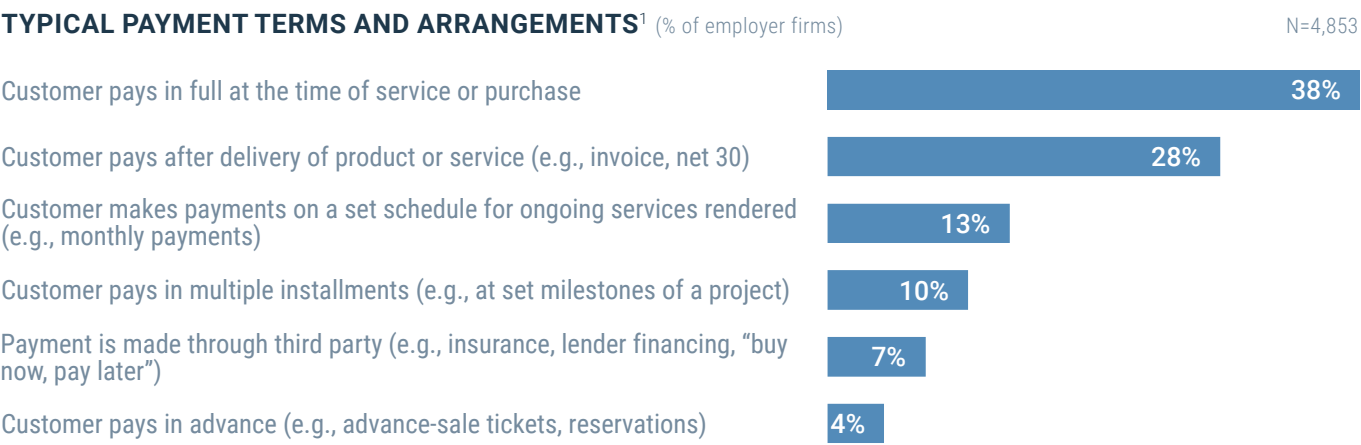 TYPICAL PAYMENT TERMS AND ARRANGEMENTS1 (% of employer firms) N=4,853
Customer pays in full at the time of service or purchase 38%
Customer pays after delivery of product or service (e.g., invoice, net 30) 28%
Customer makes payments on a set schedule for ongoing services rendered
(e.g., monthly payments) 13%
Customer pays in multiple installments (e.g., at set milestones of a project) 10%
Payment is made through third party (e.g., insurance, lender financing, “buy
now, pay later”) 7%
Customer pays in advance (e.g., advance-sale tickets, reservations) 4%